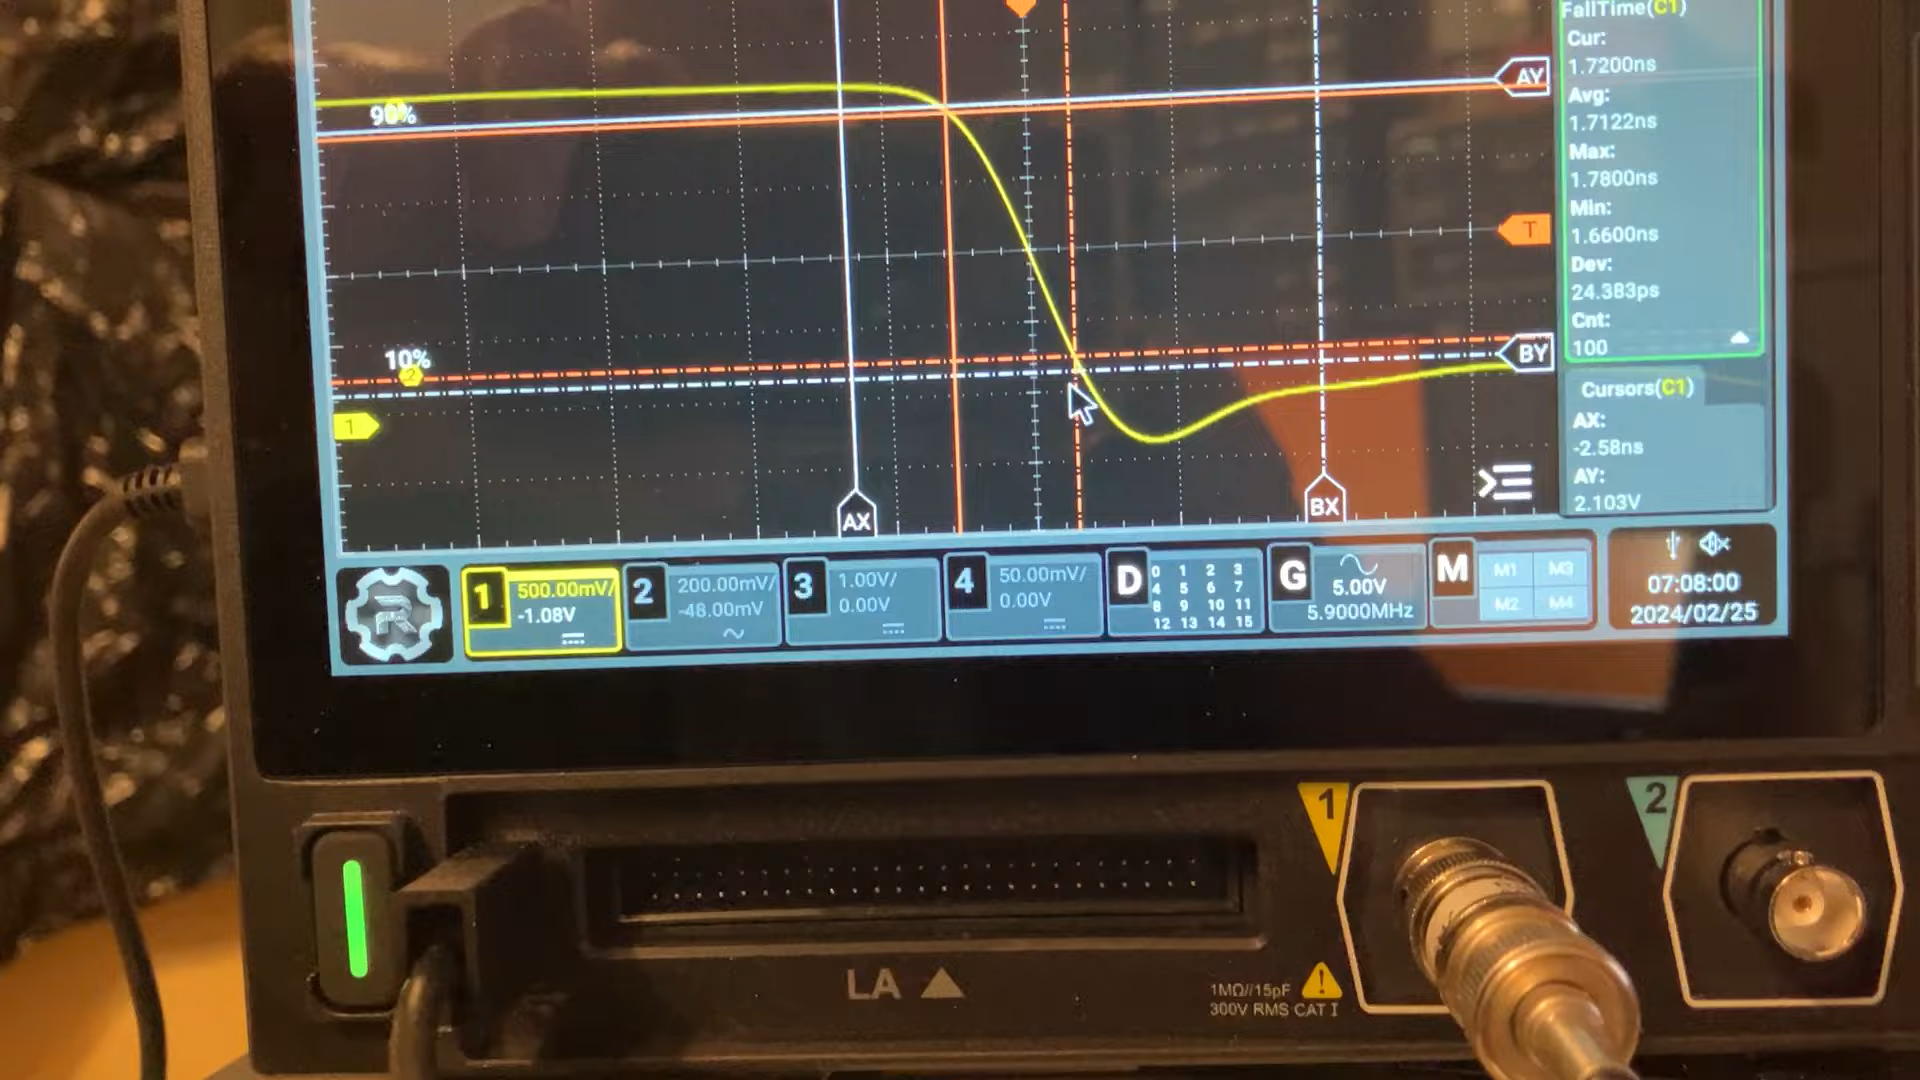 FallTime(C1)
Cur:
1.7200ns
Avg:
1.7122ns
Max:
1.7800ns
Min:
1.6600ns
Dev:
24.383ps
Cnt:
100
Cursors(C1)
AX:
-2.58ns
AY:
2.103V
AY
90%
T
10%
2
BY
1
AX
BX
R
1 500.00mV/
-1.08V
2 200.00mV/
-48.00mV
3 1.00V/
0.00V
4 50.00mV/
0.00V
D 0 1 2 3
4 5 6 7
8 9 10 11
12 13 14 15
G 5.00V
5.9000MHz
M M1 M3
M2 M4
07:08:00
2024/02/25
1
2
LA
1MΩ//15pF
300V RMS CAT I